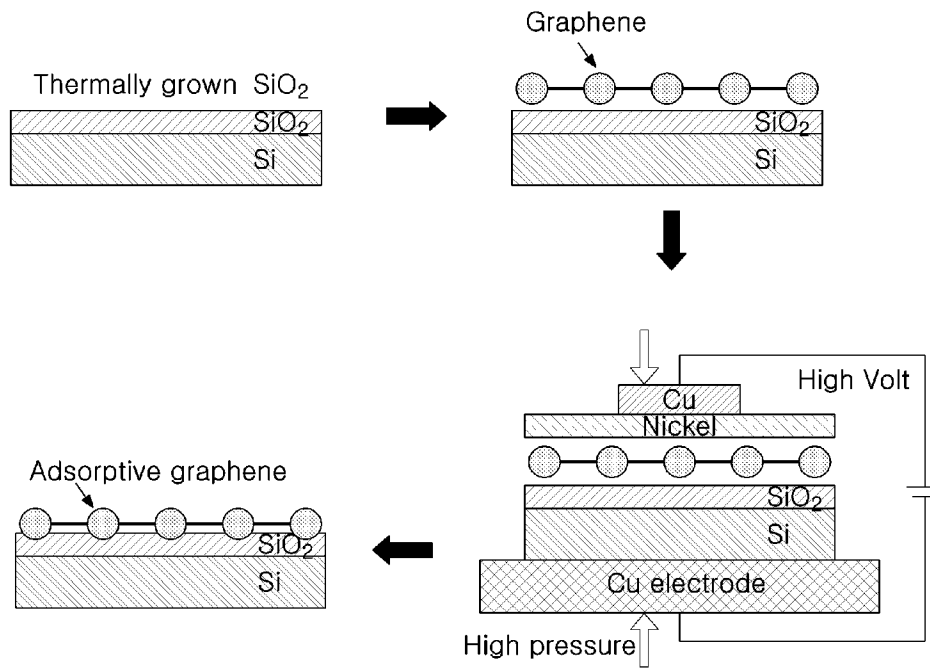 Thermally grown SiO₂
SiO₂
Si
Graphene
SiO₂
Si
High Volt
Cu
Nickel
SiO₂
Si
Cu electrode
High pressure
Adsorptive graphene
SiO₂
Si